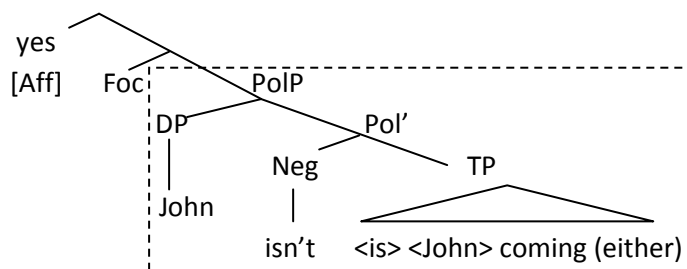 yes
[Aff] Foc PolP
DP Pol’
Neg TP
John
isn’t <is> <John> coming (either)